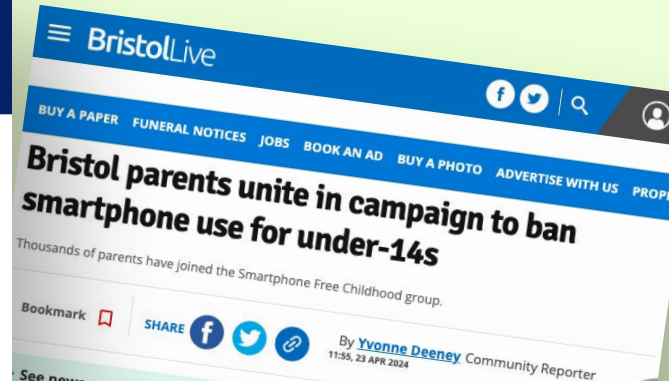 BristolLive
BUY A PAPER FUNERAL NOTICES JOBS BOOK AN AD BUY A PHOTO ADVERTISE WITH US
Bristol parents unite in campaign to ban
smartphone use for under-14s
Thousands of parents have joined the Smartphone Free Childhood group.
Bookmark SHARE By Yvonne Deeney Community Reporter
11:55, 23 APR 2024
See